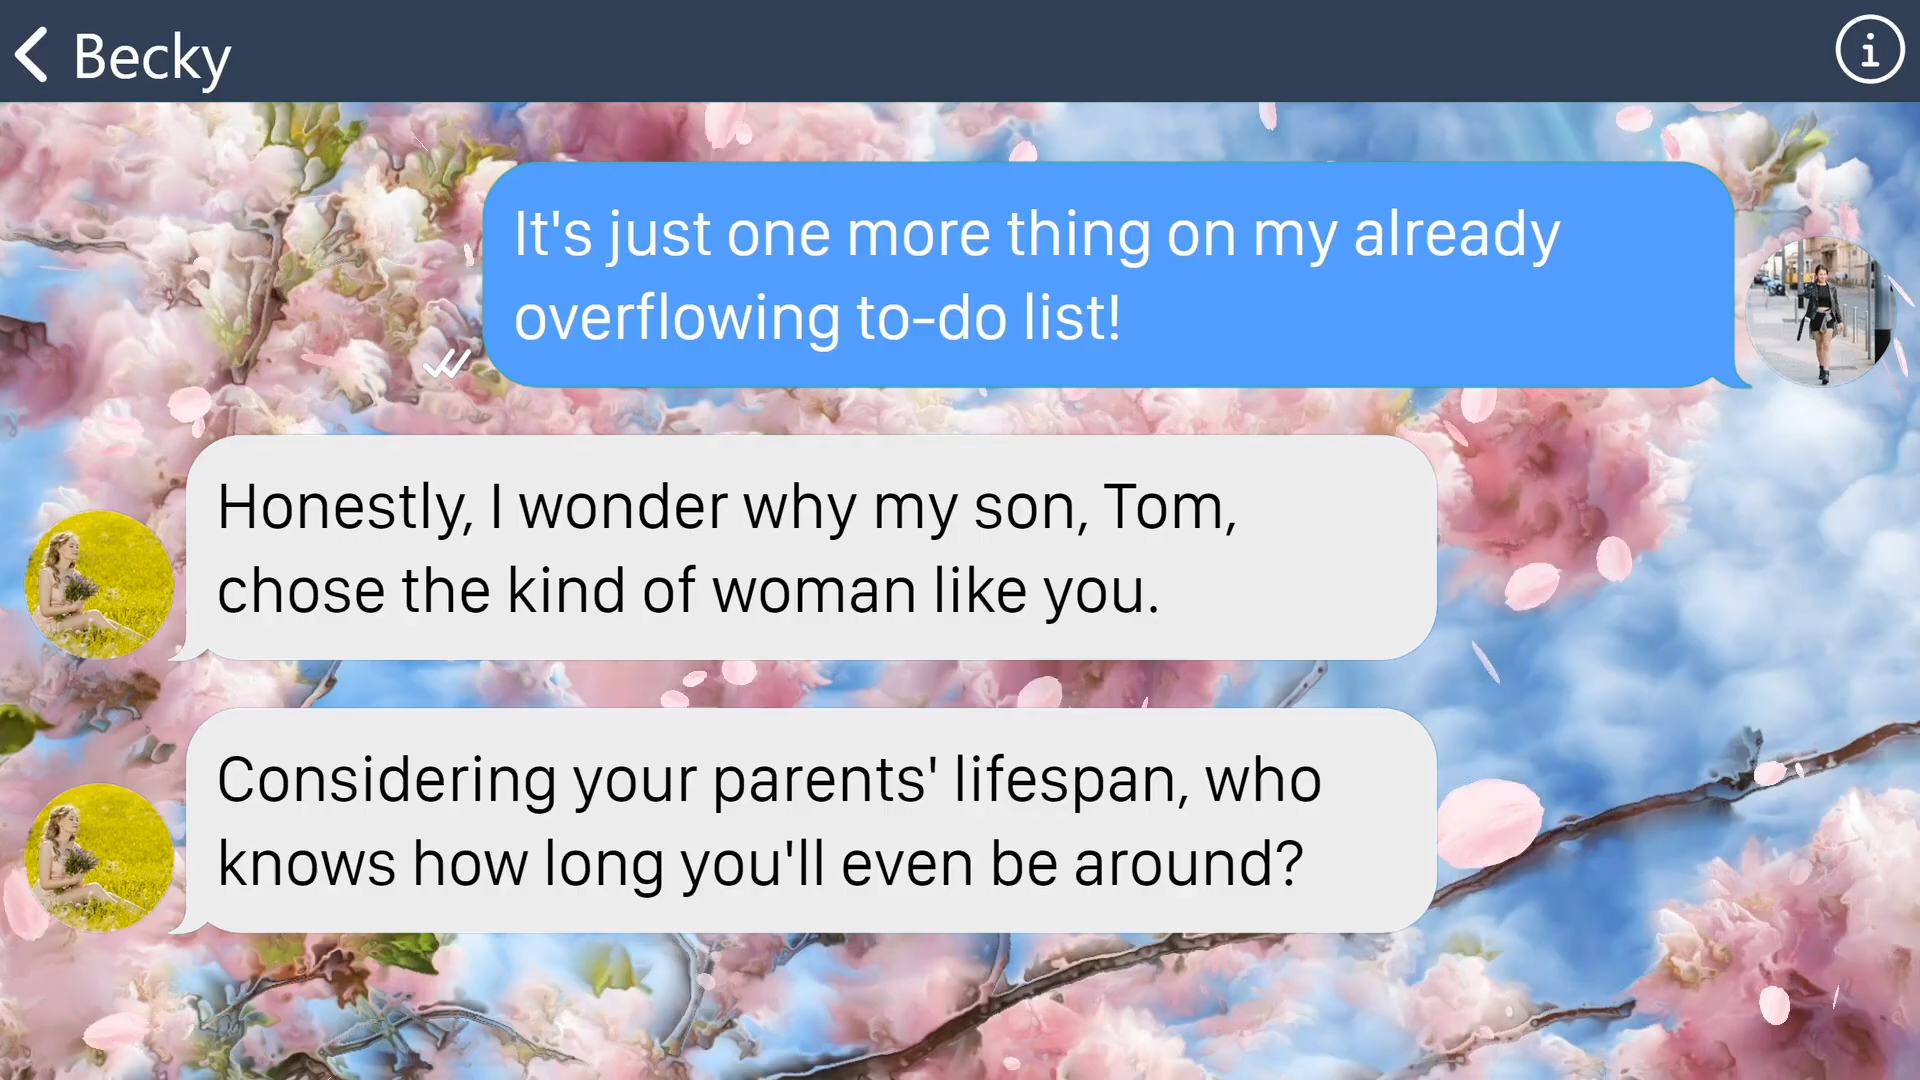 Becky
It's just one more thing on my already
overflowing to-do list!
Honestly, I wonder why my son, Tom,
chose the kind of woman like you.
Considering your parents' lifespan, who
knows how long you'll even be around?